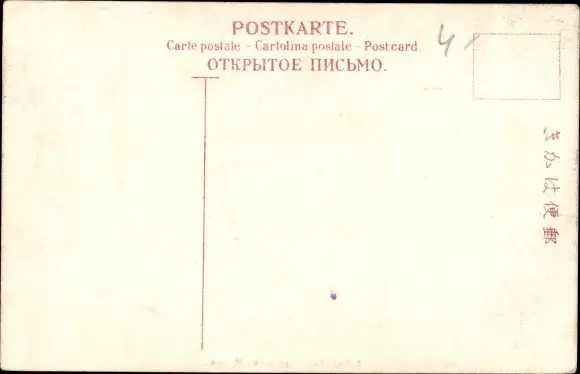 POSTKARTE.
Carte postale - Cartolina postale - Post card.
ОТКРЫТОЕ ПИСЬМО.
4
郵便はかき